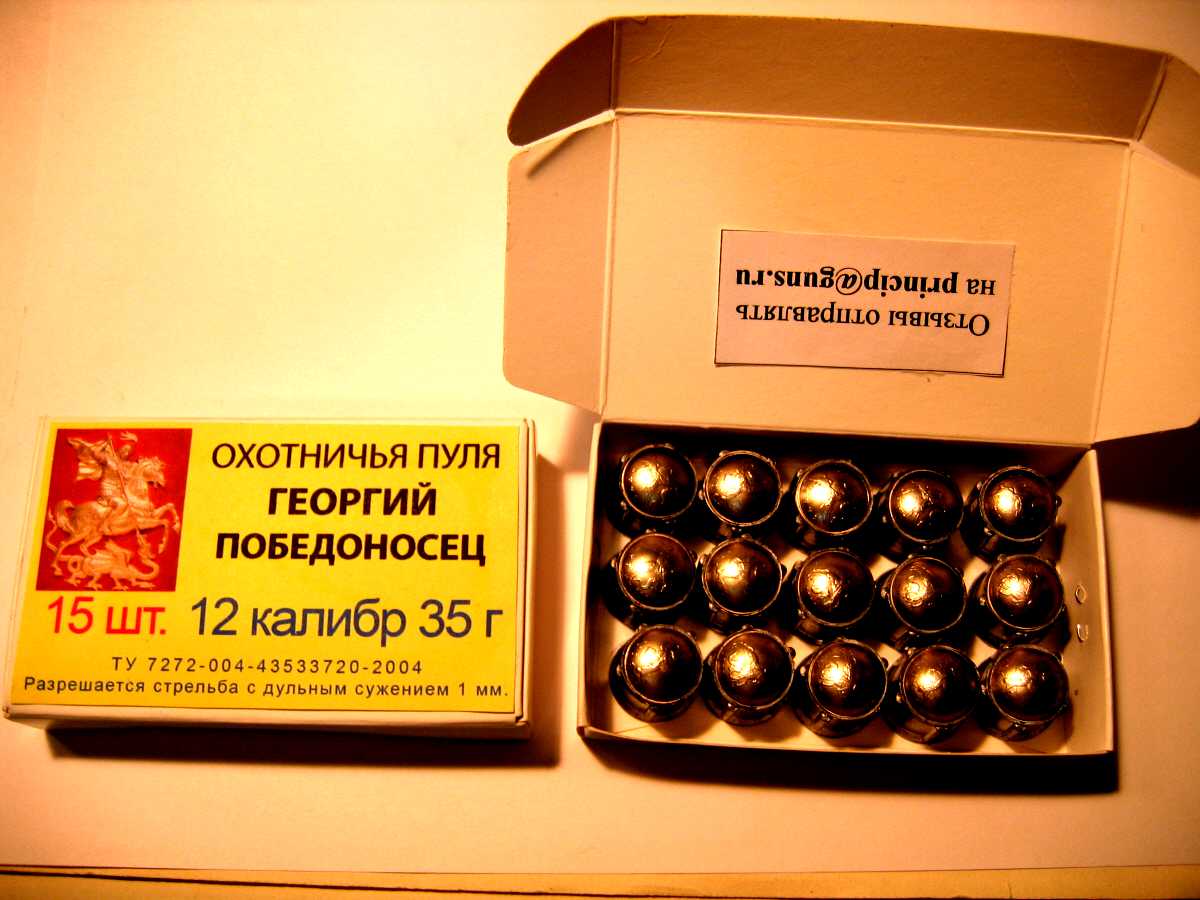 ОХОТНИЧЬЯ ПУЛЯ
ГЕОРГИЙ
ПОБЕДОНОСЕЦ
15 шт. 12 калибр 35 г
ТУ 7272-004-43533720-2004
Разрешается стрельба с дульным сужением 1 мм.
Отзывы отправлять
на princip@guns.ru